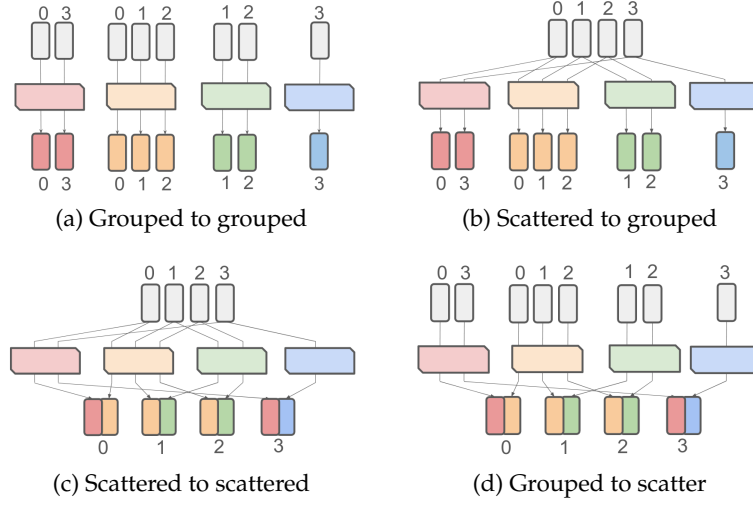 0 3 0 1 2 1 2 3
0 3 0 1 2 1 2 3
(a) Grouped to grouped
0 1 2 3
0 3 0 1 2 1 2 3
(b) Scattered to grouped
0 1 2 3
0 1 2 3
(c) Scattered to scattered
0 3 0 1 2 1 2 3
0 1 2 3
(d) Grouped to scatter